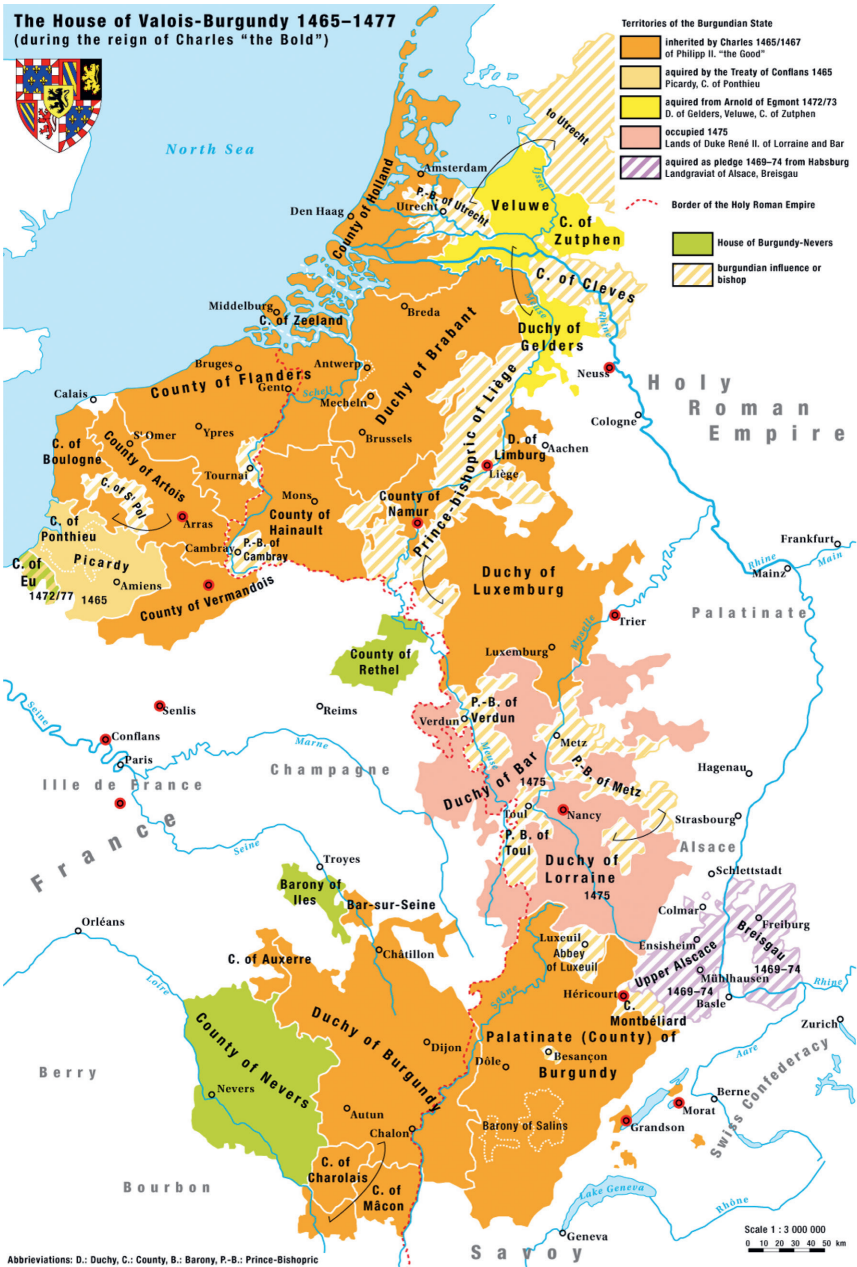 The House of Valois-Burgundy 1465–1477
(during the reign of Charles “the Bold”)
Territories of the Burgundian State
inherited by Charles 1465/1467
of Philipp II. “the Good”
aquired by the Treaty of Conflans 1465
Picardy, C. of Ponthieu
aquired from Arnold of Egmont 1472/73
D. of Gelders, Veluwe, C. of Zutphen
occupied 1475
Lands of Duke René II. of Lorraine and Bar
aquired as pledge 1469–74 from Habsburg
Landgraviat of Alsace, Breisgau
Border of the Holy Roman Empire
House of Burgundy-Nevers
burgundian influence or
bishop
to Utrecht
North Sea
Amsterdam
County of Holland
P.-B. of Utrecht
Utrecht
Ijssel
Veluwe
Den Haag
C. of
Zutphen
C. of Cleves
Middelburg
C. of Zeeland
Breda
Meuse
Rhine
Duchy of
Gelders
Duchy of Brabant
Bruges
County of Flanders
Antwerp
Gent
Schelt
Mecheln
Neuss
Calais
Holy
Roman
Empire
Cologne
St Omer
Ypres
Brussels
Prince-bishopric of Liège
D. of
Limburg
Aachen
C. of
Boulogne
County of Artois
Tournai
Liège
C. of St Pol
Mons
County of
Hainault
County of
Namur
Arras
C. of
Ponthieu
Cambray
P.-B. of
Cambray
Picardy
C. of
Eu
1472/77
Amiens
1465
County of Vermandois
Frankfurt
Main
Rhine
Mainz
Duchy of
Luxemburg
Palatinate
Trier
Moselle
Luxemburg
County of
Rethel
Seine
Senlis
Reims
P.-B. of
Verdun
Verdun
Conflans
Paris
Marne
Meuse
Metz
P.-B. of Metz
Hagenau
Ille de France
Champagne
Duchy of Bar
1475
Toul
Nancy
Strasbourg
France
P. B. of
Toul
Alsace
Seine
Duchy of
Lorraine
1475
Troyes
Schlettstadt
Barony of
Iles
Bar-sur-Seine
Colmar
Freiburg
Breisgau
1469–74
Orléans
Luxeuil
Abbey
of Luxeuil
Ensisheim
Châtillon
C. of Auxerre
Upper Alscace
1469–74
Mühlhausen
Loire
Saône
Héricourt
Basle
Rhine
C.
Montbéliard
County of Nevers
Duchy of Burgundy
Palatinate (County) of
Burgundy
Zurich
Dijon
Dôle
Besançon
Aare
Berry
Nevers
Autun
Berne
Morat
Swiss Confederacy
Chalon
Barony of Salins
Grandson
C. of
Charolais
Bourbon
C. of
Mâcon
Lake Geneva
Rhône
Geneva
Savoy
Scale 1 : 3 000 000
0 10 20 30 40 50 km
Abbrieviations: D.: Duchy, C.: County, B.: Barony, P.-B.: Prince-Bishopric